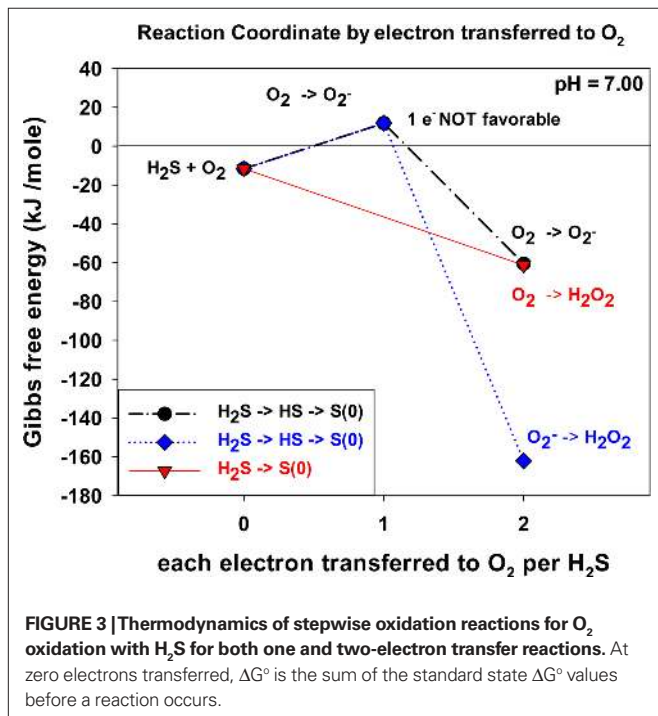 Reaction Coordinate by electron transferred to O₂
Gibbs free energy (kJ /mole)
40
20
0
-20
-40
-60
-80
-100
-120
-140
-160
-180
pH = 7.00
O₂ -> O₂⁻
1 e⁻ NOT favorable
H₂S + O₂
O₂ -> O₂⁻
O₂ -> H₂O₂
O₂⁻ -> H₂O₂
H₂S -> HS -> S(0)
H₂S -> HS -> S(0)
H₂S -> S(0)
0 1 2
each electron transferred to O₂ per H₂S
FIGURE 3 | Thermodynamics of stepwise oxidation reactions for O₂
oxidation with H₂S for both one and two-electron transfer reactions. At
zero electrons transferred, ΔG° is the sum of the standard state ΔG° values
before a reaction occurs.